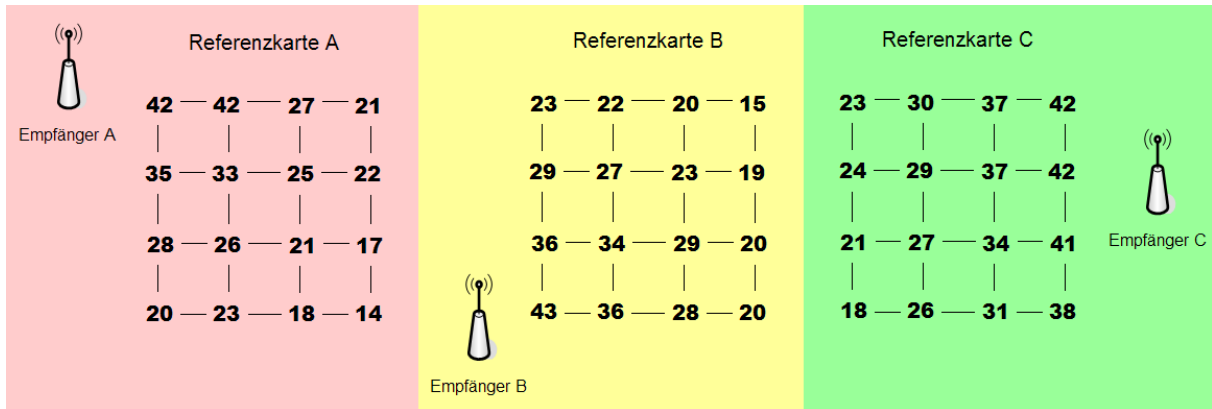 Referenzkarte A
Empfänger A
42 42 27 21
35 33 25 22
28 26 21 17
20 23 18 14
Referenzkarte B
23 22 20 15
29 27 23 19
36 34 29 20
43 36 28 20
Empfänger B
Referenzkarte C
23 30 37 42
24 29 37 42
21 27 34 41
18 26 31 38
Empfänger C